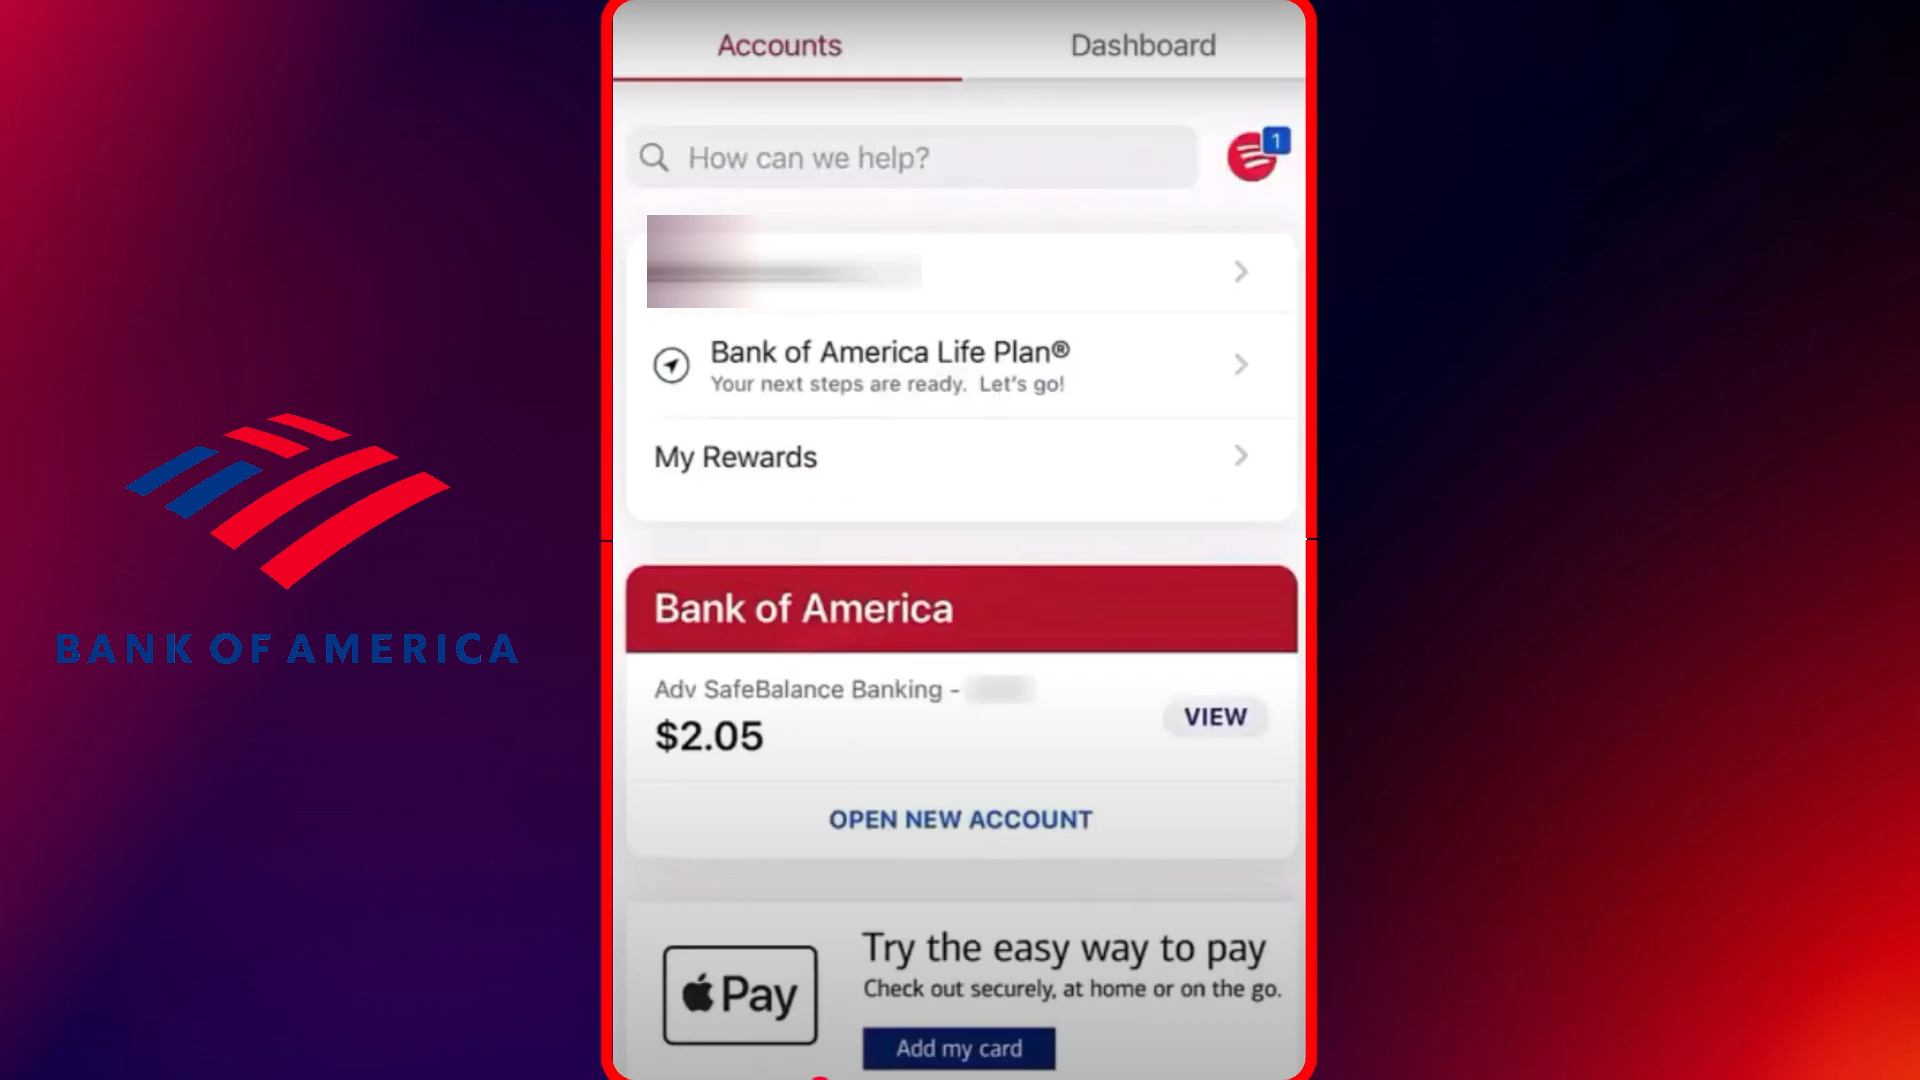 Accounts
Dashboard
How can we help?
1
Bank of America Life Plan®
Your next steps are ready. Let's go!
My Rewards
BANK OF AMERICA
Bank of America
Adv SafeBalance Banking -
$2.05
VIEW
OPEN NEW ACCOUNT
Pay
Try the easy way to pay
Check out securely, at home or on the go.
Add my card